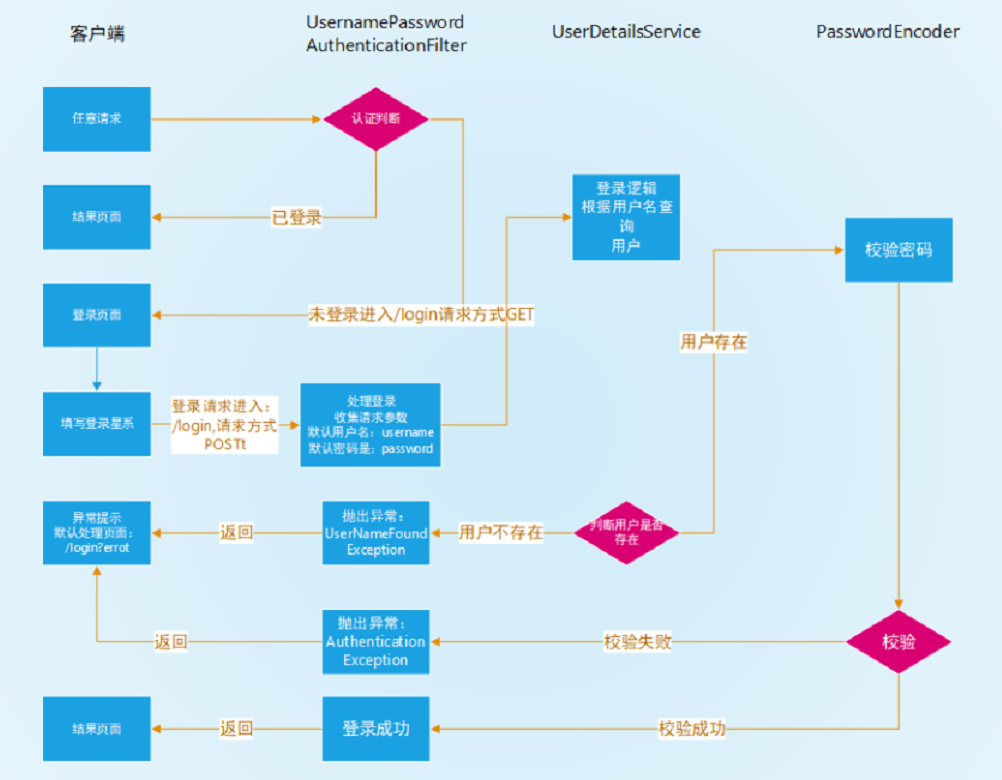 客户端
UsernamePassword
AuthenticationFilter
UserDetailsService
PasswordEncoder
任意请求
认证判断
结果页面
已登录
登录逻辑
根据用户名查
询
用户
校验密码
登录页面
未登录进入/login请求方式GET
用户存在
填写登录星系
登录请求进入：
/login,请求方式
POSTt
处理登录
收集请求参数
默认用户名：username
默认密码是：password
异常提示
默认处理页面：
/login?errot
返回
抛出异常：
UserNameFound
Exception
用户不存在
判断用户是否
存在
返回
抛出异常：
Authentication
Exception
校验失败
校验
结果页面
返回
登录成功
校验成功